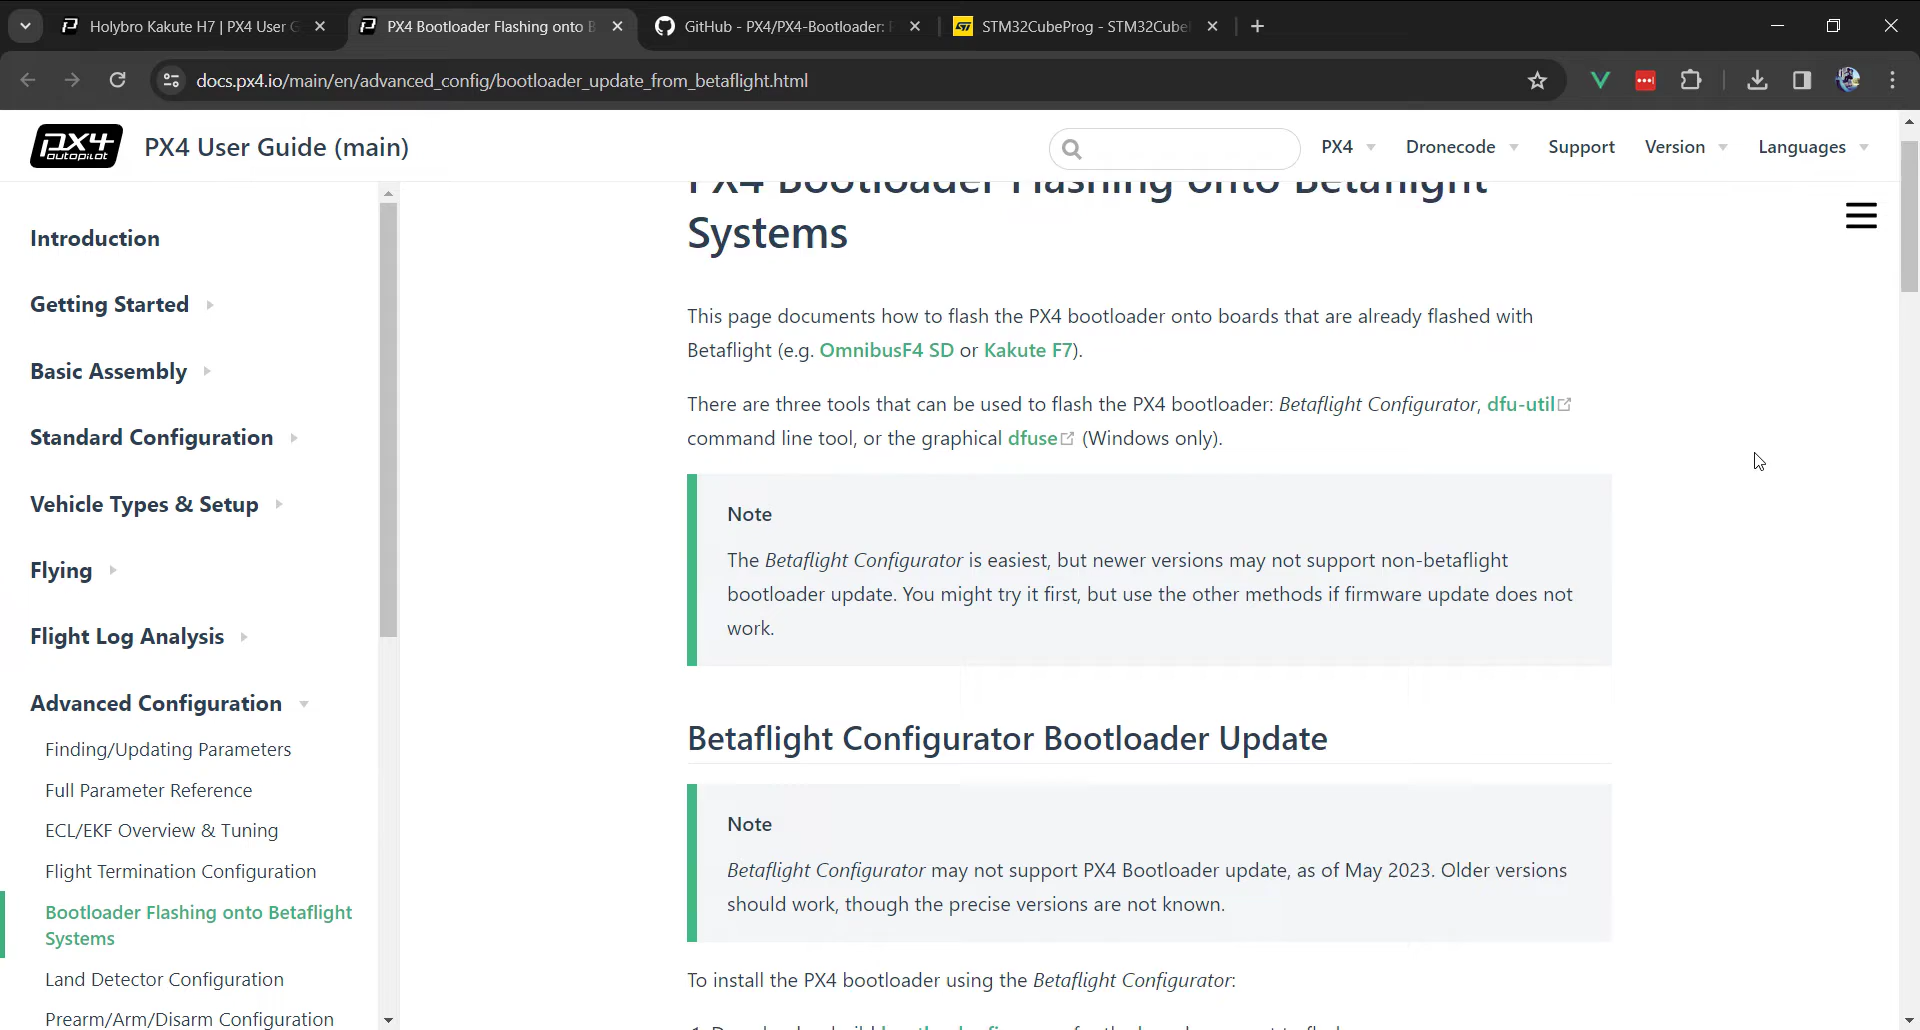 Holybro Kakute H7 | PX4 User G
PX4 Bootloader Flashing onto B
GitHub - PX4/PX4-Bootloader: F
STM32CubeProg - STM32CubeP
docs.px4.io/main/en/advanced_config/bootloader_update_from_betaflight.html
px4 autopilot
PX4 User Guide (main)
PX4
Dronecode
Support
Version
Languages
Introduction
Getting Started
Basic Assembly
Standard Configuration
Vehicle Types & Setup
Flying
Flight Log Analysis
Advanced Configuration
Finding/Updating Parameters
Full Parameter Reference
ECL/EKF Overview & Tuning
Flight Termination Configuration
Bootloader Flashing onto Betaflight
Systems
Land Detector Configuration
Prearm/Arm/Disarm Configuration
PX4 Bootloader Flashing onto Betaflight
Systems
This page documents how to flash the PX4 bootloader onto boards that are already flashed with
Betaflight (e.g. OmnibusF4 SD or Kakute F7).
There are three tools that can be used to flash the PX4 bootloader: Betaflight Configurator, dfu-util
command line tool, or the graphical dfuse (Windows only).
Note
The Betaflight Configurator is easiest, but newer versions may not support non-betaflight
bootloader update. You might try it first, but use the other methods if firmware update does not
work.
Betaflight Configurator Bootloader Update
Note
Betaflight Configurator may not support PX4 Bootloader update, as of May 2023. Older versions
should work, though the precise versions are not known.
To install the PX4 bootloader using the Betaflight Configurator: